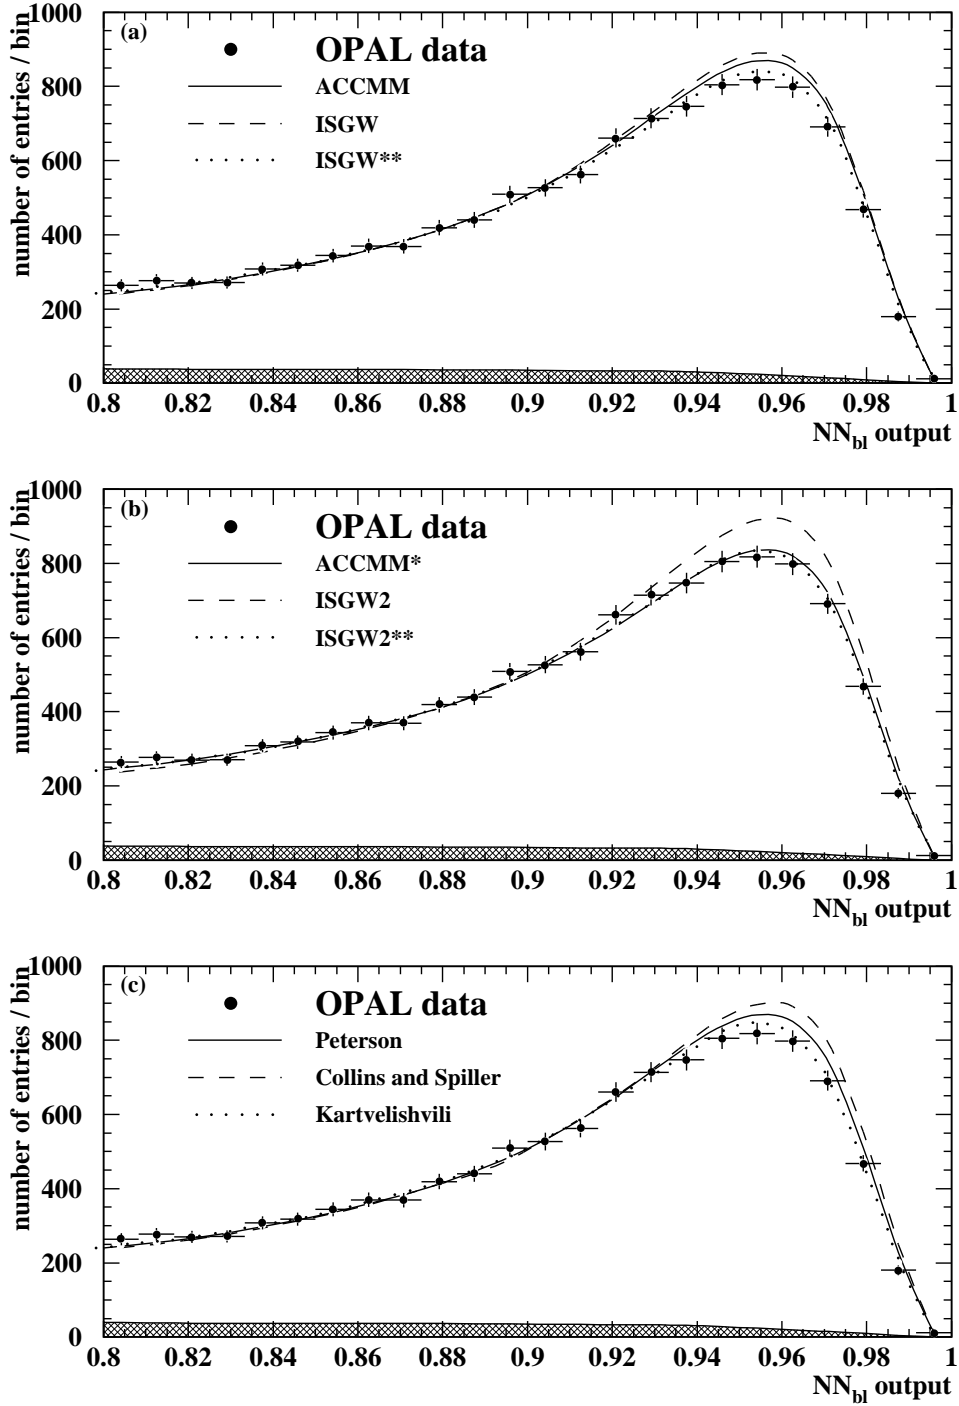 (a)
OPAL data
ACCMM
ISGW
ISGW**
number of entries / bin
1000
800
600
400
200
0
0.8 0.82 0.84 0.86 0.88 0.9 0.92 0.94 0.96 0.98 1
NNbl output
(b)
OPAL data
ACCMM*
ISGW2
ISGW2**
number of entries / bin
1000
800
600
400
200
0
0.8 0.82 0.84 0.86 0.88 0.9 0.92 0.94 0.96 0.98 1
NNbl output
(c)
OPAL data
Peterson
Collins and Spiller
Kartvelishvili
number of entries / bin
1000
800
600
400
200
0
0.8 0.82 0.84 0.86 0.88 0.9 0.92 0.94 0.96 0.98 1
NNbl output